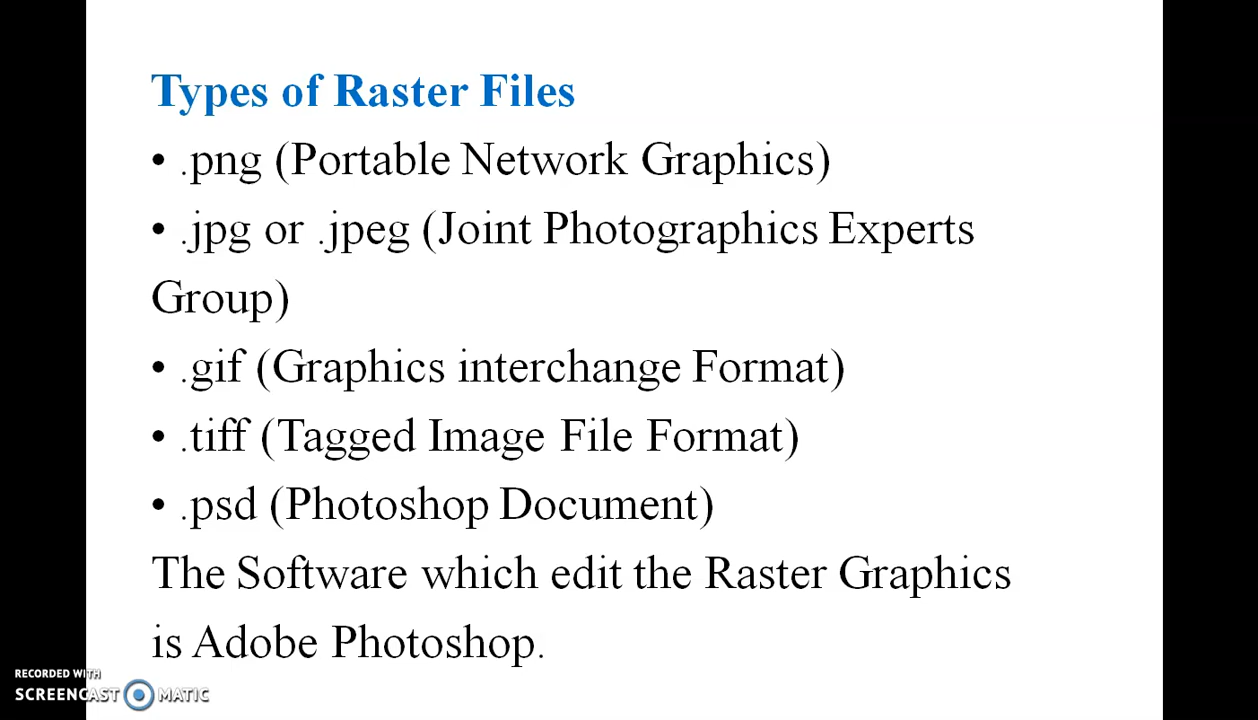 Types of Raster Files
• .png (Portable Network Graphics)
• .jpg or .jpeg (Joint Photographics Experts
Group)
• .gif (Graphics interchange Format)
• .tiff (Tagged Image File Format)
• .psd (Photoshop Document)
The Software which edit the Raster Graphics
is Adobe Photoshop.
RECORDED WITH
SCREENCAST MATIC